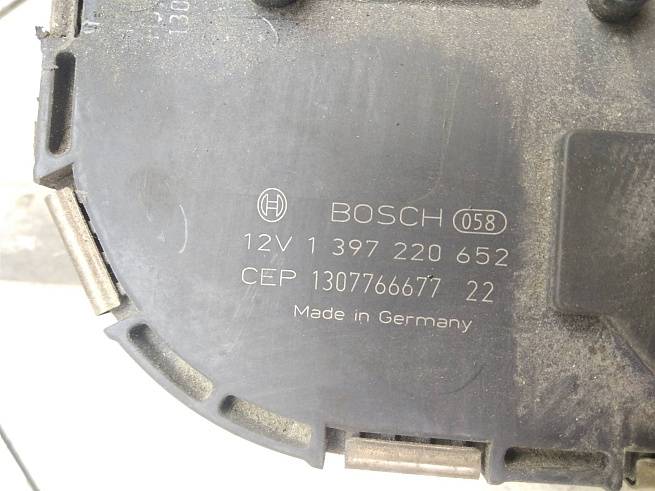 BOSCH 058
12V 1 397 220 652
CEP 1307766677 22
Made in Germany